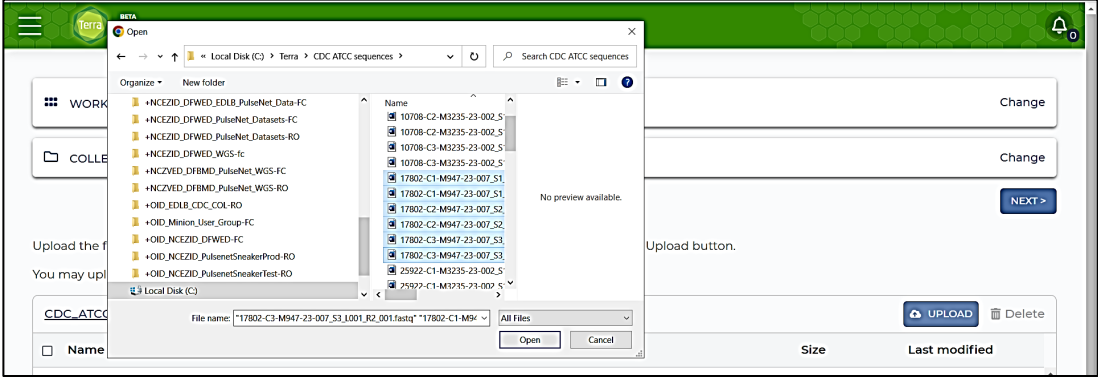 Terra
BETA
0
Open
« Local Disk (C:) > Terra > CDC ATCC sequences >
Search CDC ATCC sequences
Organize
New folder
?
+NCEZID_DFWED_EDLB_PulseNet_Data-FC
+NCEZID_DFWED_PulseNet_Datasets-FC
+NCEZID_DFWED_PulseNet_Datasets-RO
+NCEZID_DFWED_WGS-fc
+NCZVED_DFBMD_PulseNet_WGS-FC
+NCZVED_DFBMD_PulseNet_WGS-RO
+OID_EDLB_CDC_COL-RO
+OID_Minion_User_Group-FC
+OID_NCEZID_DFWED-FC
+OID_NCEZID_PulsenetSneakerProd-RO
+OID_NCEZID_PulsenetSneakerTest-RO
Local Disk (C:)
Name
10708-C2-M3235-23-002_S
10708-C2-M3235-23-002_S
10708-C3-M3235-23-002_S
10708-C3-M3235-23-002_S
17802-C1-M947-23-007_S1_
17802-C1-M947-23-007_S1_
17802-C2-M947-23-007_S2_
17802-C2-M947-23-007_S2_
17802-C3-M947-23-007_S3_
17802-C3-M947-23-007_S3_
25922-C1-M3235-23-002_S
25922-C1-M3235-23-002_S
No preview available.
File name: "17802-C3-M947-23-007_S3_L001_R2_001.fastq" "17802-C1-M94
All Files
Open
Cancel
WORK
Change
COLLE
Change
NEXT >
Upload the f
Upload button.
You may upl
CDC_ATCC
UPLOAD
Delete
Name
Size
Last modified